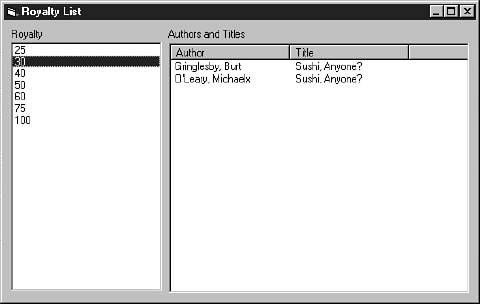 Royalty List
Royalty
Authors and Titles
25
30
40
50
60
75
100
Author Title
Gringlesby, Burt Sushi, Anyone?
O'Leary, Michaelx Sushi, Anyone?